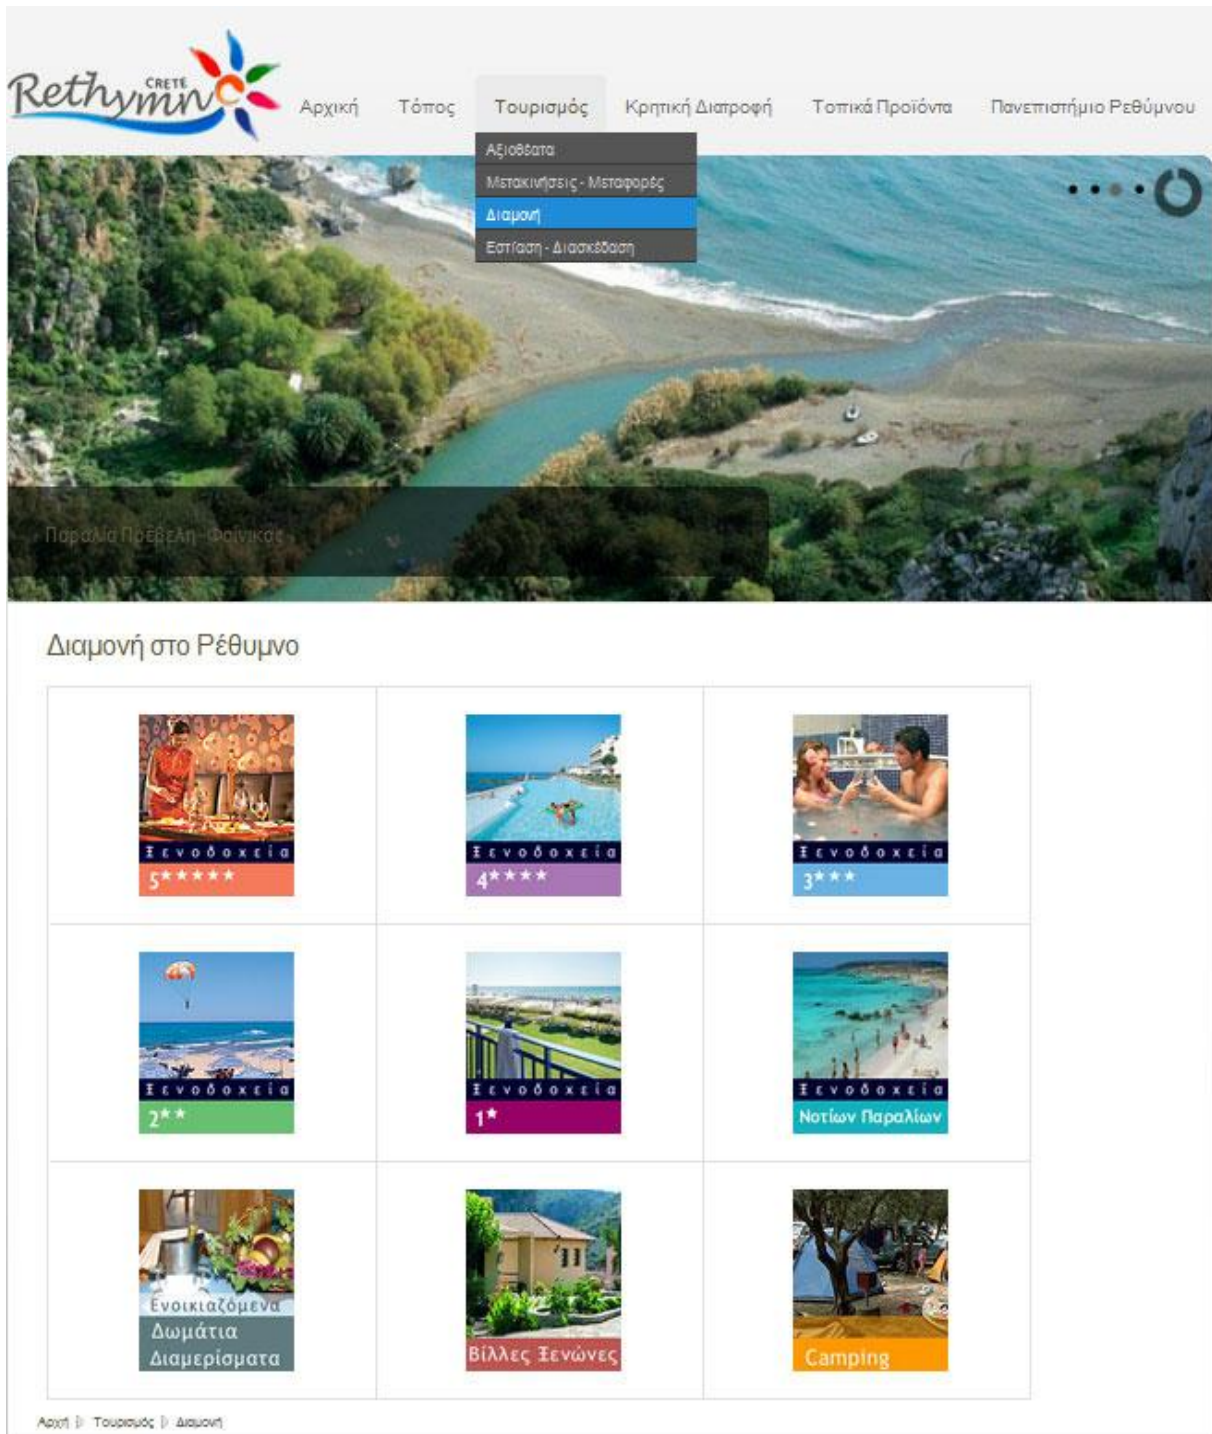 CRETE
Rethymno
Αρχική Τόπος Τουρισμός Κρητική Διατροφή Τοπικά Προϊόντα Πανεπιστήμιο Ρεθύμνου
Αξιοθέατα
Μετακινήσεις - Μεταφορές
Διαμονή
Εστίαση - Διασκέδαση
Παραλία Πρέβελη - Φοίνικας
Διαμονή στο Ρέθυμνο
Ξενοδοχεία
5★★★★★
Ξενοδοχεία
4★★★★
Ξενοδοχεία
3★★★
Ξενοδοχεία
2★★
Ξενοδοχεία
1★
Ξενοδοχεία
Νοτίων Παραλίων
Ενοικιαζόμενα
Δωμάτια
Διαμερίσματα
Βίλλες Ξενώνες
Camping
Αρχή Τουρισμός Διαμονή